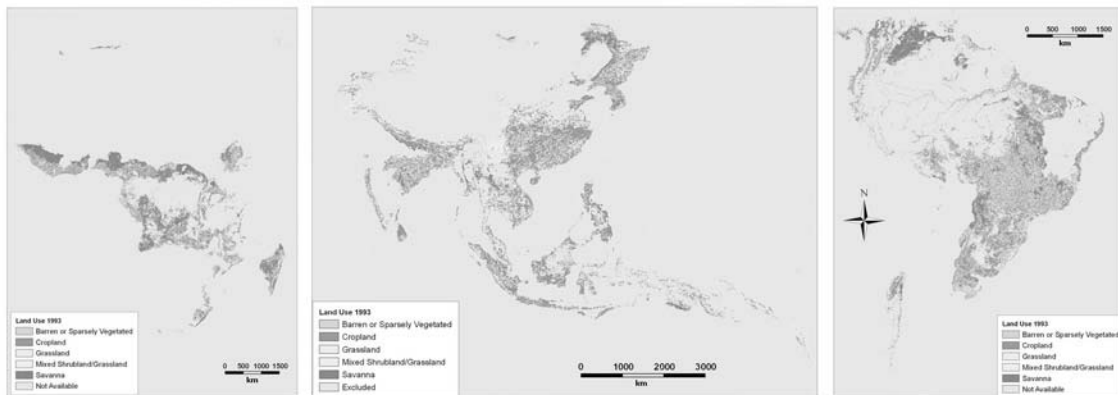 Land Use 1993
Barren or Sparsely Vegetated
Cropland
Grassland
Mixed Shrubland/Grassland
Savanna
Not Available
0 500 1000 1500
km
Land Use 1993
Barren or Sparsely Vegetated
Cropland
Grassland
Mixed Shrubland/Grassland
Savanna
Excluded
0 1000 2000 3000
km
0 500 1000 1500
km
N
Land Use 1993
Barren or Sparsely Vegetated
Cropland
Grassland
Mixed Shrubland/Grassland
Savanna
Not Available